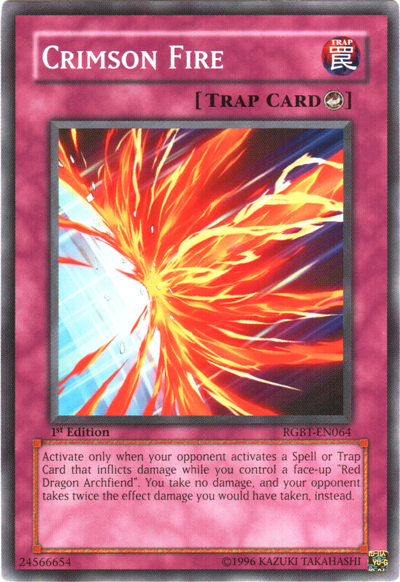 CRIMSON FIRE
TRAP
罠
[TRAP CARD]
1st Edition
RGBT-EN064
Activate only when your opponent activates a Spell or Trap
Card that inflicts damage while you control a face-up "Red
Dragon Archfiend". You take no damage, and your opponent
takes twice the effect damage you would have taken, instead.
24566654
©1996 KAZUKI TAKAHASHI